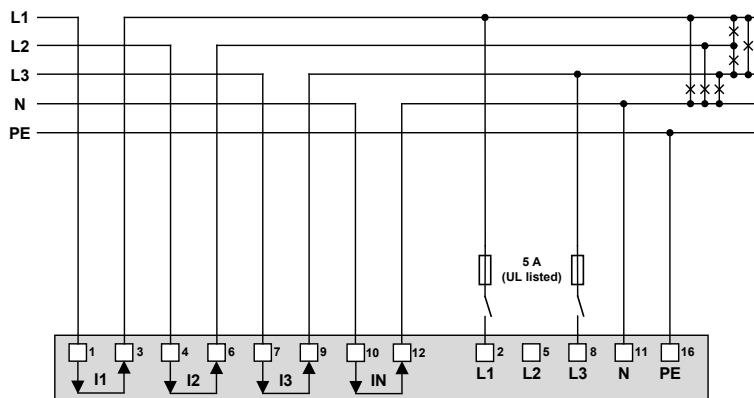 L1
L2
L3
N
PE
5 A
(UL listed)
1 3 4 6 7 9 10 12 2 5 8 11 16
I1 I2 I3 IN L1 L2 L3 N PE